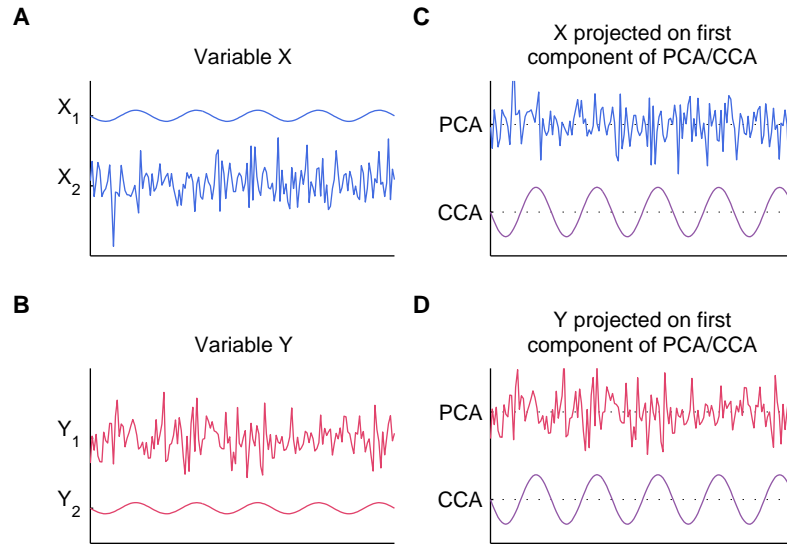 A
Variable X
X1
X2
C
X projected on first
component of PCA/CCA
PCA
CCA
B
Variable Y
Y1
Y2
D
Y projected on first
component of PCA/CCA
PCA
CCA